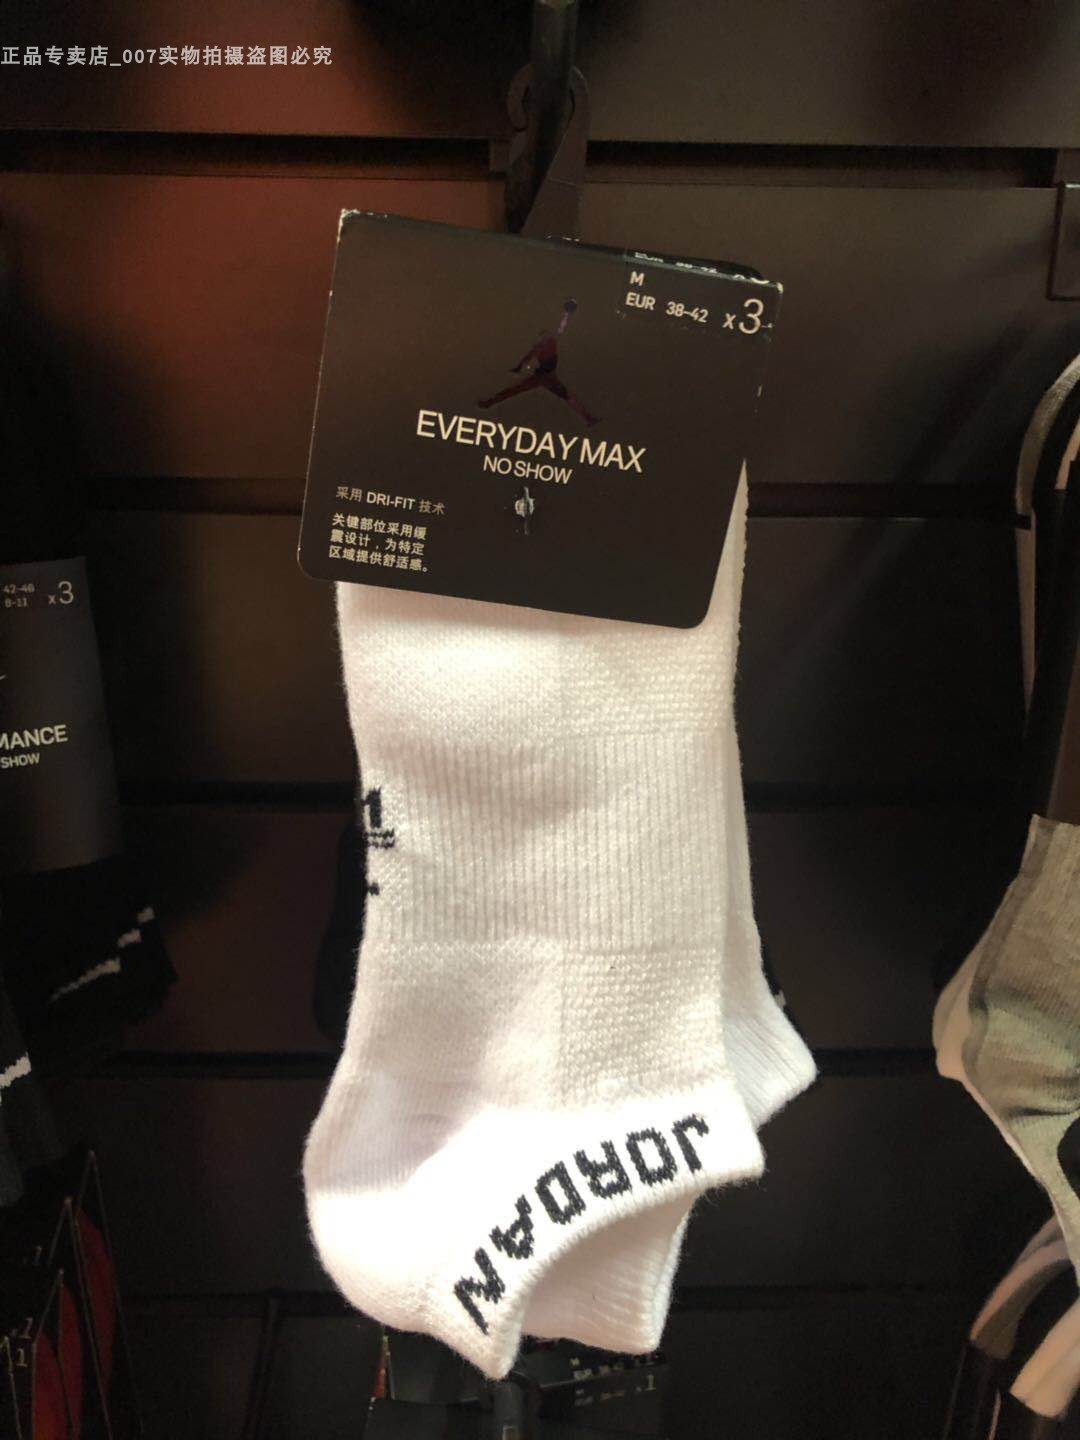 正品专卖店_007实物拍摄盗图必究
M
EUR 38-42 x3
EVERYDAY MAX
NO SHOW
采用 DRI-FIT 技术
关键部位采用缓
震设计，为特定
区域提供舒适感。
42-46
8-11 x3
MANCE
SHOW
JORDAN